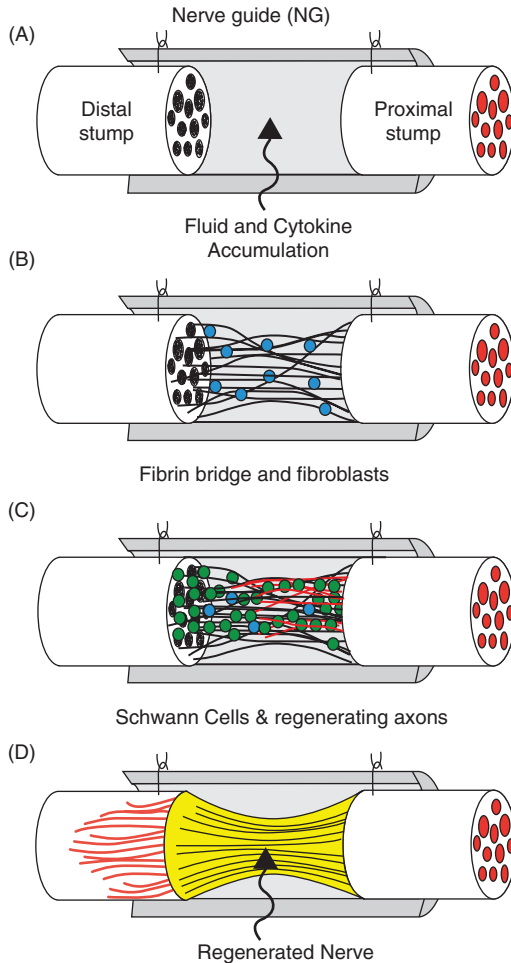 Nerve guide (NG)
(A)
Distal
stump
Proximal
stump
Fluid and Cytokine
Accumulation
(B)
Fibrin bridge and fibroblasts
(C)
Schwann Cells & regenerating axons
(D)
Regenerated Nerve